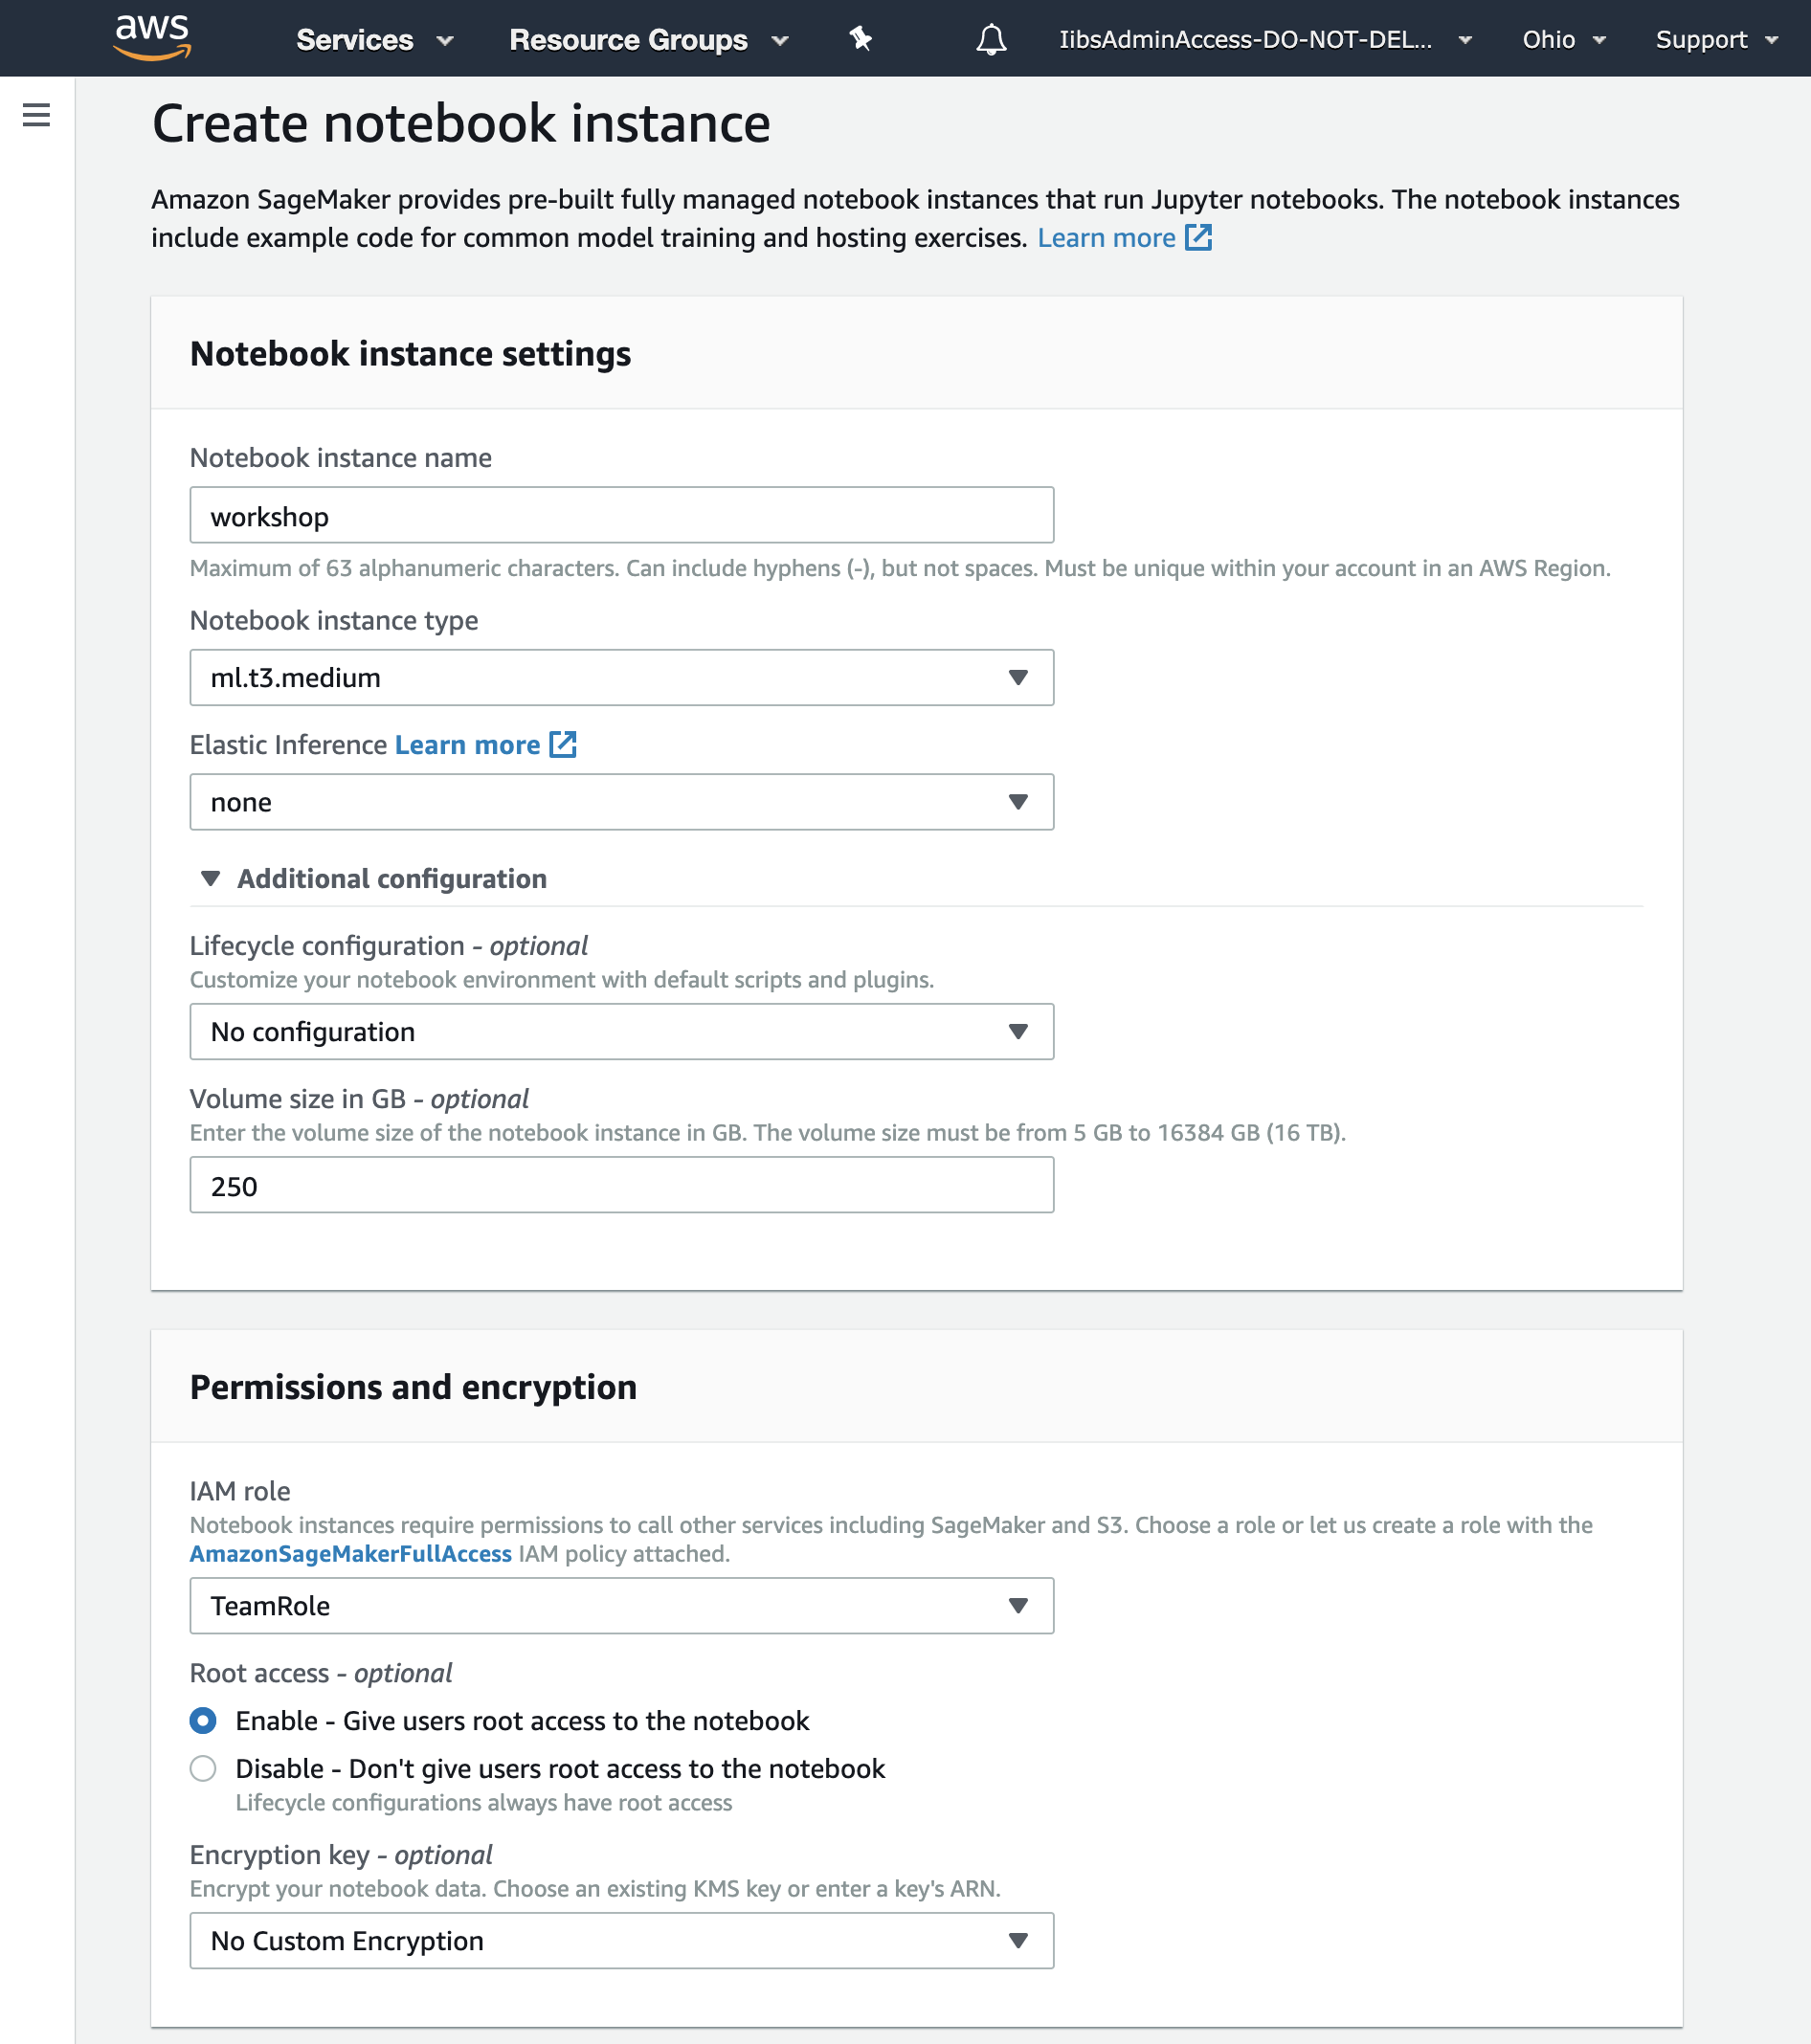 aws
Services
Resource Groups
IibsAdminAccess-DO-NOT-DEL...
Ohio
Support
Create notebook instance
Amazon SageMaker provides pre-built fully managed notebook instances that run Jupyter notebooks. The notebook instances
include example code for common model training and hosting exercises. Learn more
Notebook instance settings
Notebook instance name
workshop
Maximum of 63 alphanumeric characters. Can include hyphens (-), but not spaces. Must be unique within your account in an AWS Region.
Notebook instance type
ml.t3.medium
Elastic Inference Learn more
none
Additional configuration
Lifecycle configuration - optional
Customize your notebook environment with default scripts and plugins.
No configuration
Volume size in GB - optional
Enter the volume size of the notebook instance in GB. The volume size must be from 5 GB to 16384 GB (16 TB).
250
Permissions and encryption
IAM role
Notebook instances require permissions to call other services including SageMaker and S3. Choose a role or let us create a role with the
AmazonSageMakerFullAccess IAM policy attached.
TeamRole
Root access - optional
Enable - Give users root access to the notebook
Disable - Don't give users root access to the notebook
Lifecycle configurations always have root access
Encryption key - optional
Encrypt your notebook data. Choose an existing KMS key or enter a key's ARN.
No Custom Encryption